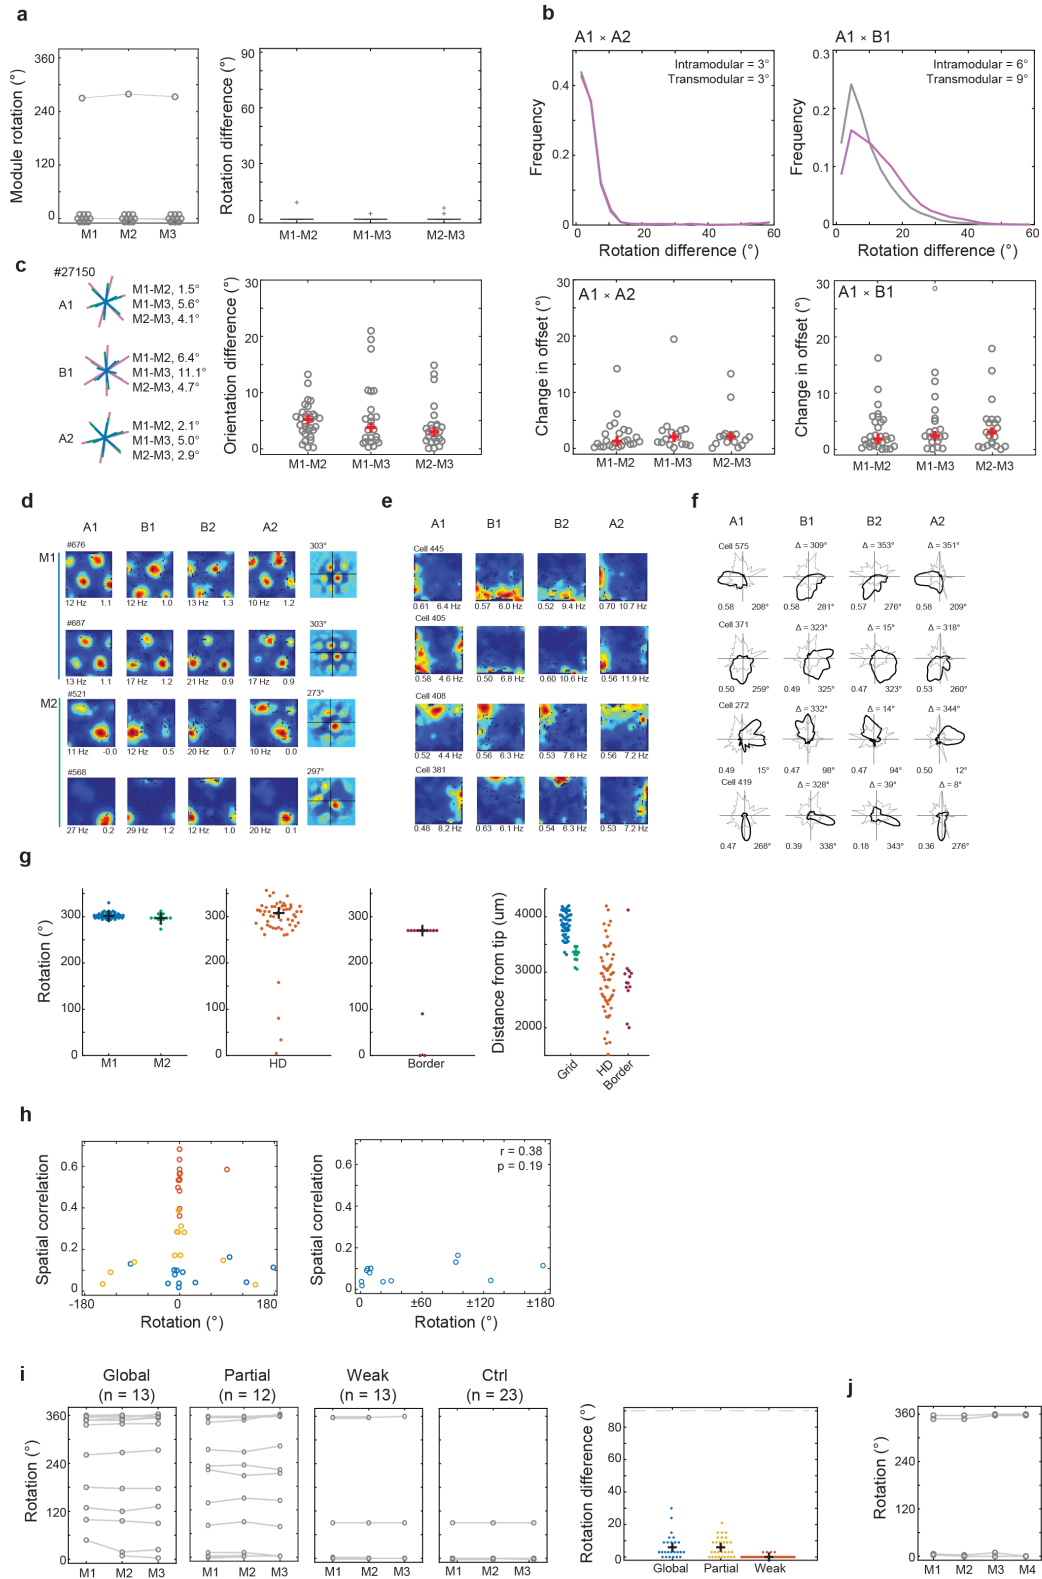 a
Module rotation (°)
360
240
120
0
M1 M2 M3
Rotation difference (°)
90
60
30
0
M1-M2 M1-M3 M2-M3
b
A1 × A2
Intramodular = 3°
Transmodular = 3°
Frequency
0.4
0.2
0
0 20 40 60
Rotation difference (°)
A1 × B1
Intramodular = 6°
Transmodular = 9°
Frequency
0.3
0.2
0.1
0
0 20 40 60
Rotation difference (°)
c
#27150
A1
M1-M2, 1.5°
M1-M3, 5.6°
M2-M3, 4.1°
B1
M1-M2, 6.4°
M1-M3, 11.1°
M2-M3, 4.7°
A2
M1-M2, 2.1°
M1-M3, 5.0°
M2-M3, 2.9°
Orientation difference (°)
30
20
10
0
M1-M2 M1-M3 M2-M3
A1 × A2
Change in offset (°)
30
20
10
0
M1-M2 M1-M3 M2-M3
A1 × B1
Change in offset (°)
30
20
10
0
M1-M2 M1-M3 M2-M3
d
A1 B1 B2 A2
M1
#676
303°
12 Hz 1.1 12 Hz 1.0 13 Hz 1.3 10 Hz 1.2
#687
303°
13 Hz 1.1 17 Hz 1.2 21 Hz 0.9 17 Hz 0.9
M2
#521
273°
11 Hz -0.0 12 Hz 0.5 20 Hz 0.7 10 Hz 0.0
#568
297°
27 Hz 0.2 29 Hz 1.2 12 Hz 1.0 20 Hz 0.1
e
A1 B1 B2 A2
Cell 445
0.61 6.4 Hz 0.57 6.0 Hz 0.52 9.4 Hz 0.70 10.7 Hz
Cell 405
0.58 4.6 Hz 0.50 6.8 Hz 0.60 10.6 Hz 0.56 11.9 Hz
Cell 408
0.52 4.4 Hz 0.56 6.3 Hz 0.53 7.6 Hz 0.56 7.2 Hz
Cell 381
0.48 8.2 Hz 0.63 6.1 Hz 0.54 6.3 Hz 0.53 7.2 Hz
f
A1 B1 B2 A2
Cell 575 Δ = 309° Δ = 353° Δ = 351°
0.58 208° 0.58 281° 0.57 276° 0.58 209°
Cell 371 Δ = 323° Δ = 15° Δ = 318°
0.50 259° 0.49 325° 0.47 323° 0.53 260°
Cell 272 Δ = 332° Δ = 14° Δ = 344°
0.49 15° 0.47 98° 0.47 94° 0.50 12°
Cell 419 Δ = 328° Δ = 39° Δ = 8°
0.47 268° 0.39 338° 0.18 343° 0.36 276°
g
Rotation (°)
300
200
100
0
M1 M2
300
200
100
0
HD
300
200
100
0
Border
Distance from tip (um)
4000
3000
2000
Grid HD Border
h
Spatial correlation
0.6
0.4
0.2
0
-180 0 180
Rotation (°)
Spatial correlation
0.6
0.4
0.2
0
r = 0.38
p = 0.19
0 ±60 ±120 ±180
Rotation (°)
i
Global
(n = 13)
Partial
(n = 12)
Weak
(n = 13)
Ctrl
(n = 23)
Rotation (°)
360
240
120
0
M1 M2 M3 M1 M2 M3 M1 M2 M3 M1 M2 M3
Rotation difference (°)
80
60
40
20
0
Global Partial Weak
j
Rotation (°)
360
240
120
0
M1 M2 M3 M4